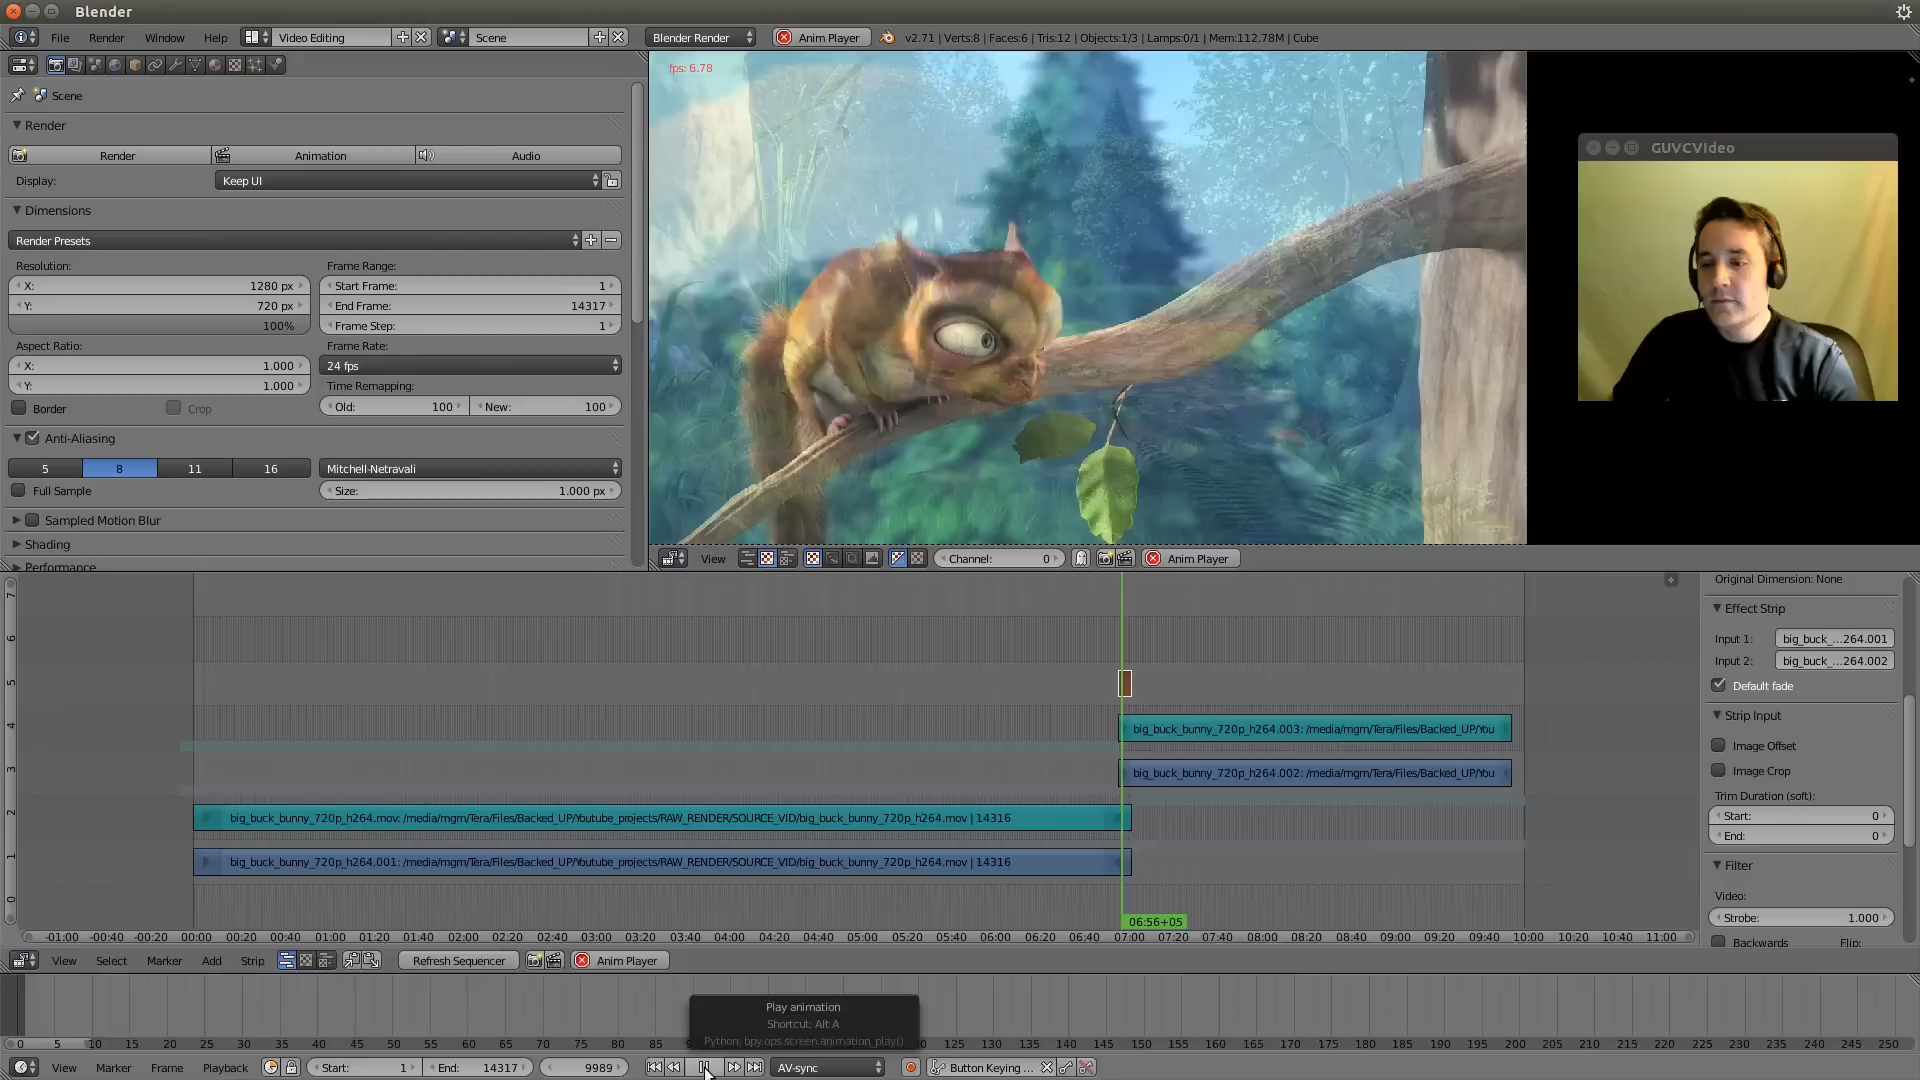 Blender
File Render Window Help Video Editing Scene Blender Render Anim Player v2.71 | Verts:8 | Faces:6 | Tris:12 | Objects:1/3 | Lamps:0/1 | Mem:112.78M | Cube
fps: 6.78
Scene
Render
Render Animation Audio
Display: Keep UI
Dimensions
Render Presets
Resolution: Frame Range:
X: 1280 px Start Frame: 1
Y: 720 px End Frame: 14317
100% Frame Step: 1
Aspect Ratio: Frame Rate:
X: 1.000 24 fps
Y: 1.000 Time Remapping:
Border Crop Old: 100 New: 100
Anti-Aliasing
5 8 11 16 Mitchell-Netravali
Full Sample Size: 1.000 px
Sampled Motion Blur
Shading
Performance
GUVCVideo
View Channel: 0 Anim Player
7
6
5
4
3
2
1
0
big_buck_bunny_720p_h264.003: /media/mgm/Tera/Files/Backed_UP/You
big_buck_bunny_720p_h264.002: /media/mgm/Tera/Files/Backed_UP/You
big_buck_bunny_720p_h264.mov: /media/mgm/Tera/Files/Backed_UP/Youtube_projects/RAW_RENDER/SOURCE_VID/big_buck_bunny_720p_h264.mov | 14316
big_buck_bunny_720p_h264.001: /media/mgm/Tera/Files/Backed_UP/Youtube_projects/RAW_RENDER/SOURCE_VID/big_buck_bunny_720p_h264.mov | 14316
06:56+05
-01:00 -00:40 -00:20 00:00 00:20 00:40 01:00 01:20 01:40 02:00 02:20 02:40 03:00 03:20 03:40 04:00 04:20 04:40 05:00 05:20 05:40 06:00 06:20 06:40 07:00 07:20 07:40 08:00 08:20 08:40 09:00 09:20 09:40 10:00 10:20 10:40 11:00
Original Dimension: None
Effect Strip
Input 1: big_buck_...264.001
Input 2: big_buck_...264.002
Default fade
Strip Input
Image Offset
Image Crop
Trim Duration (soft):
Start: 0
End: 0
Filter
Video:
Strobe: 1.000
Backwards Flip:
View Select Marker Add Strip Refresh Sequencer Anim Player
Play animation
Shortcut: Alt A
Python: bpy.ops.screen.animation_play()
0 5 10 15 20 25 30 35 40 45 50 55 60 65 70 75 80 85 125 130 135 140 145 150 155 160 165 170 175 180 185 190 195 200 205 210 215 220 225 230 235 240 245 250
View Marker Frame Playback Start: 1 End: 14317 9989 AV-sync Button Keying ...